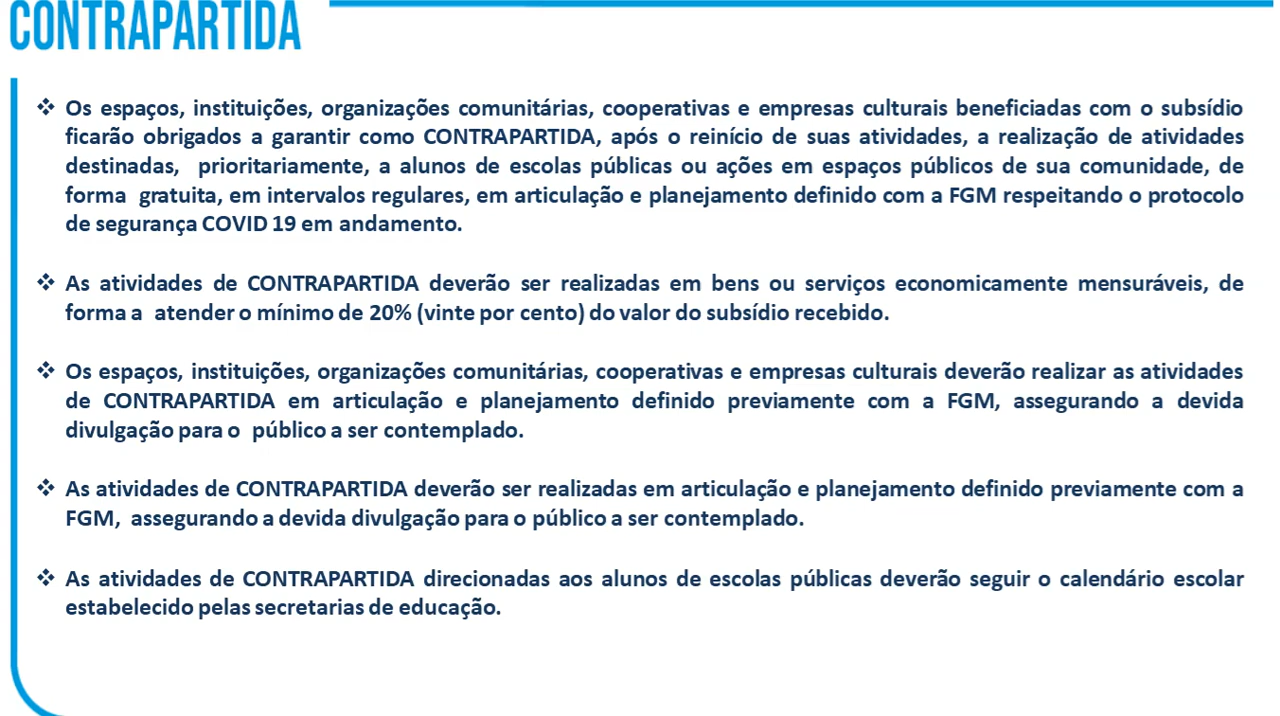 CONTRAPARTIDA
❖ Os espaços, instituições, organizações comunitárias, cooperativas e empresas culturais beneficiadas com o subsídio
ficarão obrigados a garantir como CONTRAPARTIDA, após o reinício de suas atividades, a realização de atividades
destinadas, prioritariamente, a alunos de escolas públicas ou ações em espaços públicos de sua comunidade, de
forma gratuita, em intervalos regulares, em articulação e planejamento definido com a FGM respeitando o protocolo
de segurança COVID 19 em andamento.
❖ As atividades de CONTRAPARTIDA deverão ser realizadas em bens ou serviços economicamente mensuráveis, de
forma a atender o mínimo de 20% (vinte por cento) do valor do subsídio recebido.
❖ Os espaços, instituições, organizações comunitárias, cooperativas e empresas culturais deverão realizar as atividades
de CONTRAPARTIDA em articulação e planejamento definido previamente com a FGM, assegurando a devida
divulgação para o público a ser contemplado.
❖ As atividades de CONTRAPARTIDA deverão ser realizadas em articulação e planejamento definido previamente com a
FGM, assegurando a devida divulgação para o público a ser contemplado.
❖ As atividades de CONTRAPARTIDA direcionadas aos alunos de escolas públicas deverão seguir o calendário escolar
estabelecido pelas secretarias de educação.